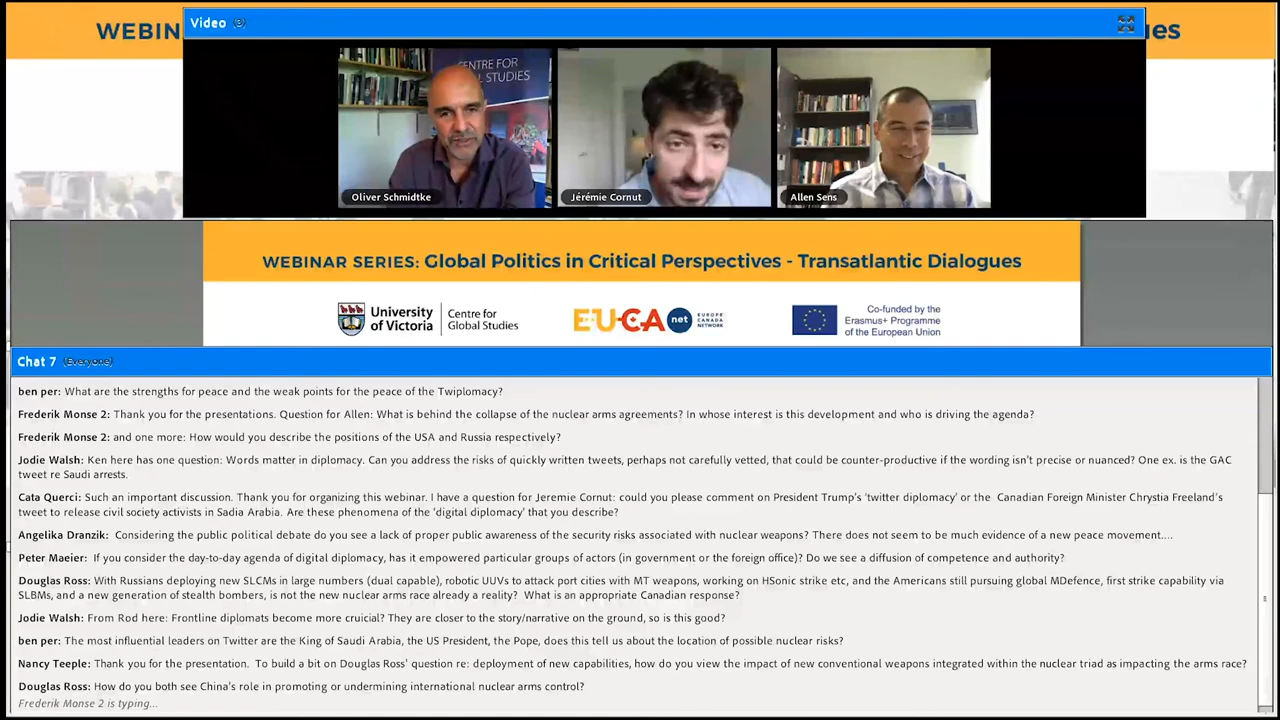 WEBIN
ues
Video (3)
CENTRE FOR
L STUDIES
Oliver Schmidtke
Jérémie Cornut
Allen Sens
WEBINAR SERIES: Global Politics in Critical Perspectives - Transatlantic Dialogues
University of Victoria
Centre for Global Studies
EU-CA net
EUROPE CANADA NETWORK
Co-funded by the
Erasmus+ Programme
of the European Union
Chat 7 (Everyone)
ben per: What are the strengths for peace and the weak points for the peace of the Twiplomacy?
Frederik Monse 2: Thank you for the presentations. Question for Allen: What is behind the collapse of the nuclear arms agreements? In whose interest is this development and who is driving the agenda?
Frederik Monse 2: and one more: How would you describe the positions of the USA and Russia respectively?
Jodie Walsh: Ken here has one question: Words matter in diplomacy. Can you address the risks of quickly written tweets, perhaps not carefully vetted, that could be counter-productive if the wording isn't precise or nuanced? One ex. is the GAC
tweet re Saudi arrests.
Cata Querci: Such an important discussion. Thank you for organizing this webinar. I have a question for Jeremie Cornut: could you please comment on President Trump's 'twitter diplomacy' or the Canadian Foreign Minister Chrystia Freeland's
tweet to release civil society activists in Sadia Arabia. Are these phenomena of the 'digital diplomacy' that you describe?
Angelika Dranzik: Considering the public political debate do you see a lack of proper public awareness of the security risks associated with nuclear weapons? There does not seem to be much evidence of a new peace movement....
Peter Maeier: If you consider the day-to-day agenda of digital diplomacy, has it empowered particular groups of actors (in government or the foreign office)? Do we see a diffusion of competence and authority?
Douglas Ross: With Russians deploying new SLCMs in large numbers (dual capable), robotic UUVs to attack port cities with MT weapons, working on HSonic strike etc, and the Americans still pursuing global MDefence, first strike capability via
SLBMs, and a new generation of stealth bombers, is not the new nuclear arms race already a reality? What is an appropriate Canadian response?
Jodie Walsh: From Rod here: Frontline diplomats become more cruicial? They are closer to the story/narrative on the ground, so is this good?
ben per: The most influential leaders on Twitter are the King of Saudi Arabia, the US President, the Pope, does this tell us about the location of possible nuclear risks?
Nancy Teeple: Thank you for the presentation. To build a bit on Douglas Ross' question re: deployment of new capabilities, how do you view the impact of new conventional weapons integrated within the nuclear triad as impacting the arms race?
Douglas Ross: How do you both see China's role in promoting or undermining international nuclear arms control?
Frederik Monse 2 is typing...